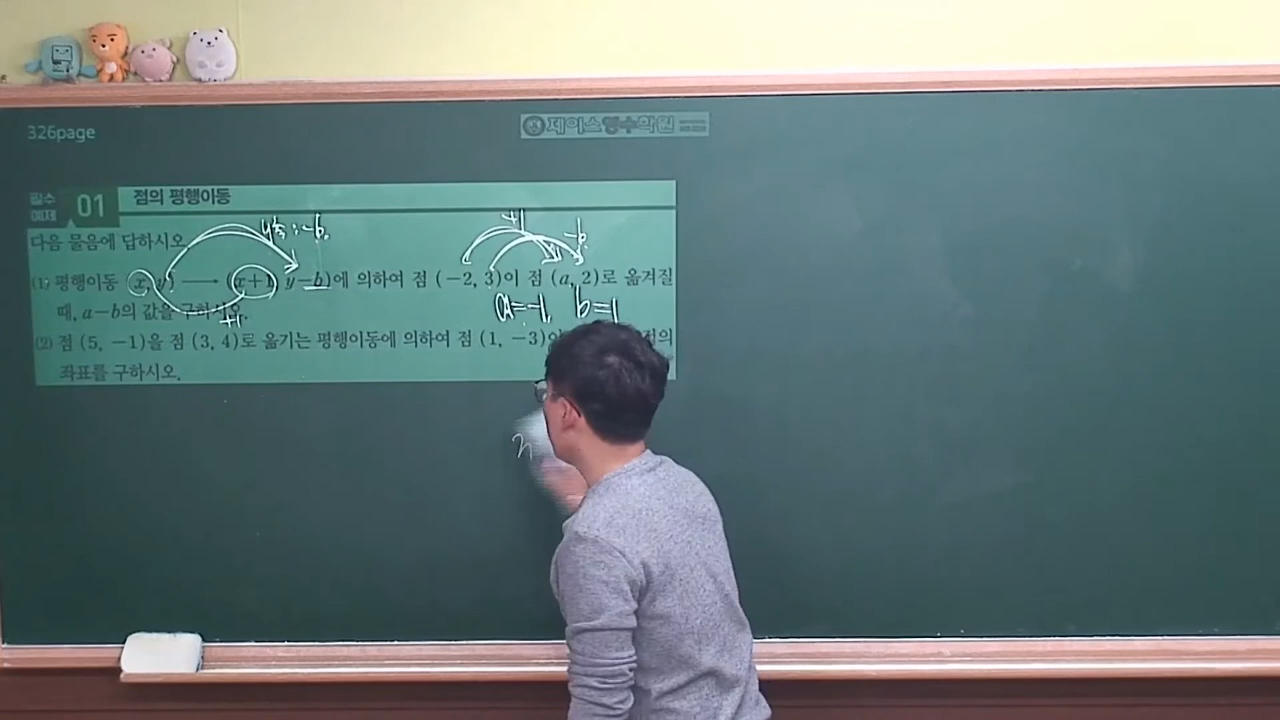 326page
제이스영수학원
필수 예제 01 점의 평행이동
다음 물음에 답하시오.
y축 : -b.
+1
-b
(1) 평행이동 (x, y) ⟶ (x+1, y-b)에 의하여 점 (-2, 3)이 점 (a, 2)로 옮겨질
때, a-b의 값을 구하시오.
+1
a=-1, b=1
(2) 점 (5, -1)을 점 (3, 4)로 옮기는 평행이동에 의하여 점 (1, -3)이 점의
좌표를 구하시오.